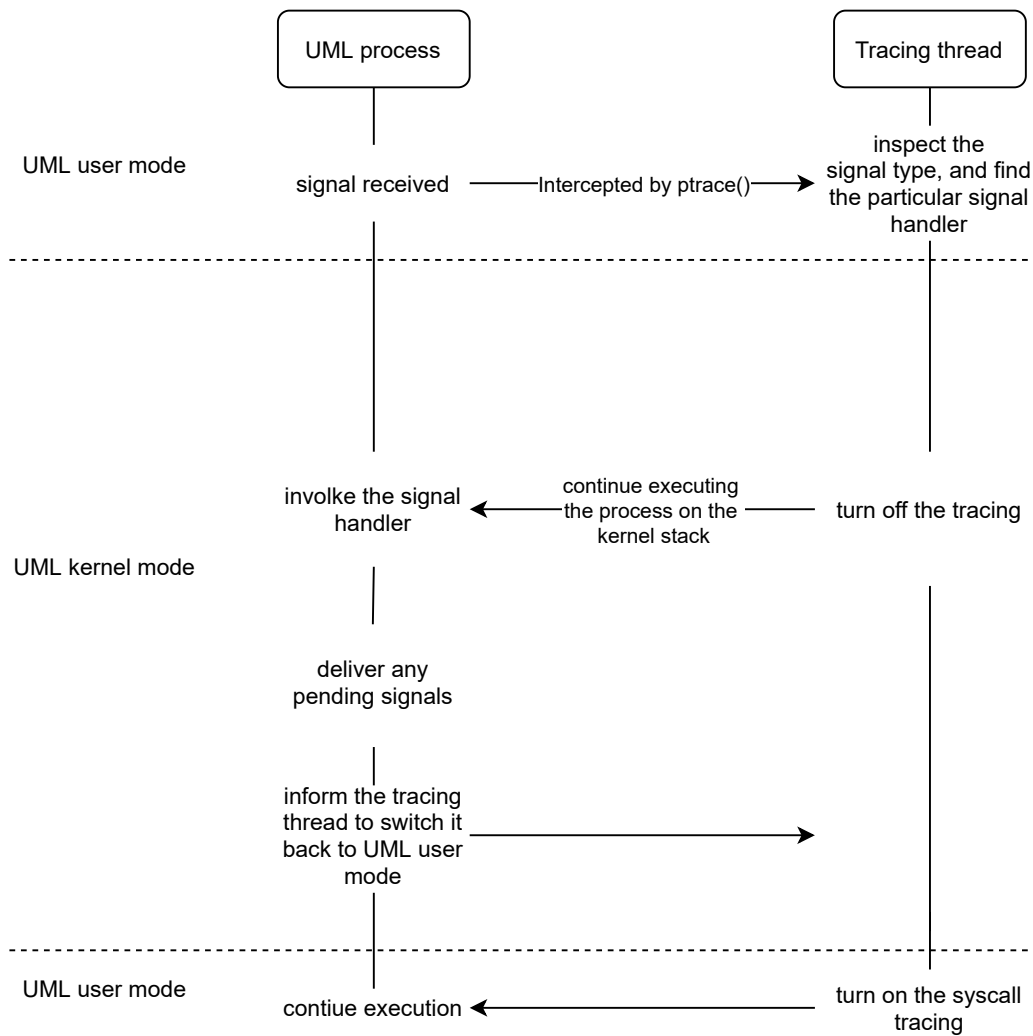 UML process
Tracing thread
UML user mode
signal received
Intercepted by ptrace()
inspect the
signal type, and find
the particular signal
handler
UML kernel mode
involke the signal
handler
continue executing
the process on the
kernel stack
turn off the tracing
deliver any
pending signals
inform the tracing
thread to switch it
back to UML user
mode
UML user mode
contiue execution
turn on the syscall
tracing